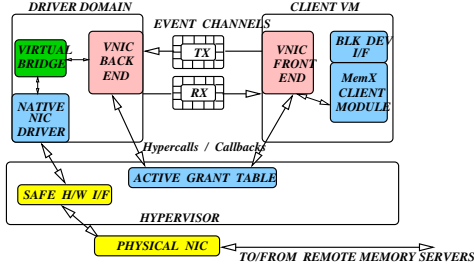 DRIVER DOMAIN
EVENT CHANNELS
CLIENT VM
VIRTUAL
BRIDGE
VNIC
BACK
END
TX
RX
VNIC
FRONT
END
BLK DEV
I/F
MemX
CLIENT
MODULE
NATIVE
NIC
DRIVER
Hypercalls / Callbacks
ACTIVE GRANT TABLE
SAFE H/W I/F
HYPERVISOR
PHYSICAL NIC
TO/FROM REMOTE MEMORY SERVERS